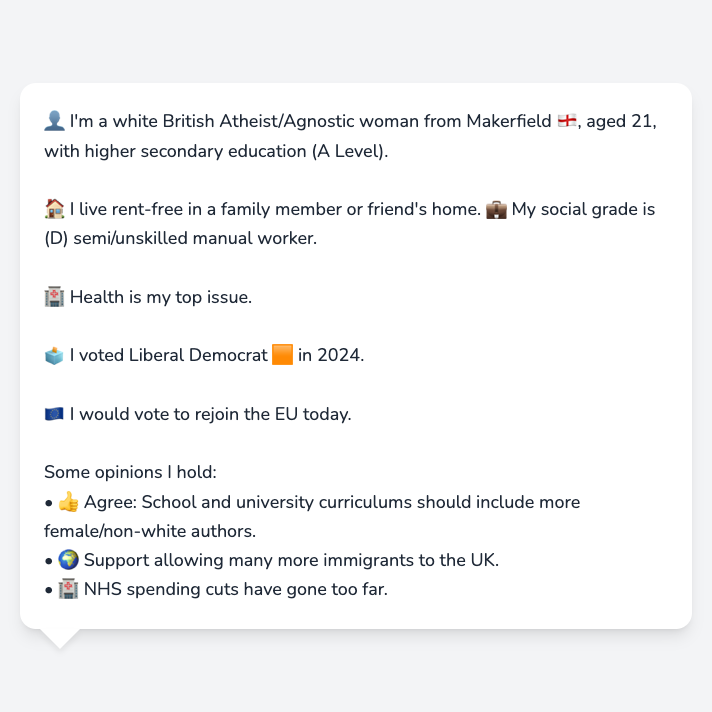 👤 I'm a white British Atheist/Agnostic woman from Makerfield 🏴󠁧󠁢󠁥󠁮󠁧󠁿, aged 21,
with higher secondary education (A Level).
🏠 I live rent-free in a family member or friend's home. 💼 My social grade is
(D) semi/unskilled manual worker.
🏥 Health is my top issue.
🗳️ I voted Liberal Democrat 🟧 in 2024.
🇪🇺 I would vote to rejoin the EU today.
Some opinions I hold:
• 👍 Agree: School and university curriculums should include more
female/non-white authors.
• 🌍 Support allowing many more immigrants to the UK.
• 🏥 NHS spending cuts have gone too far.